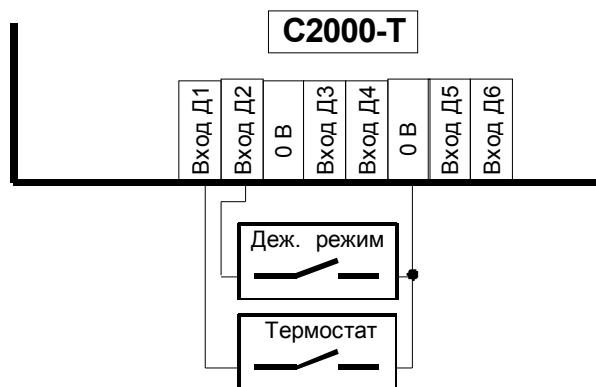 С2000-Т
Вход Д1
Вход Д2
0 В
Вход Д3
Вход Д4
0 В
Вход Д5
Вход Д6
Деж. режим
Термостат